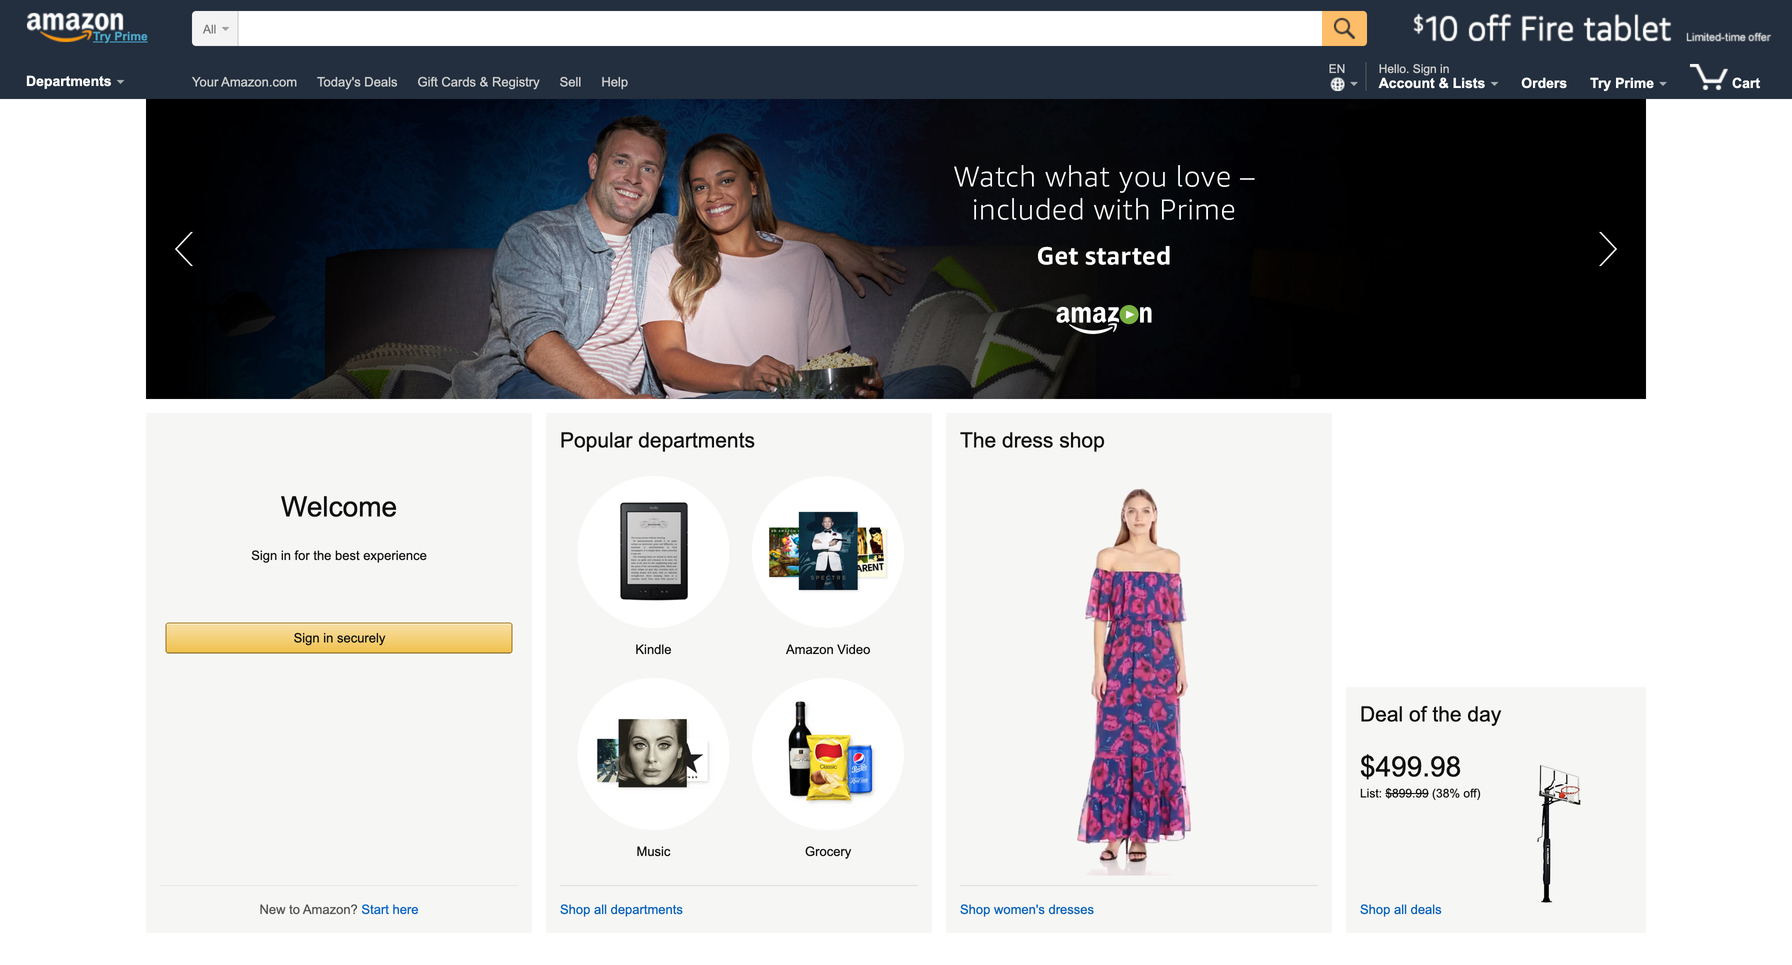 amazon
Try Prime
All
$10 off Fire tablet
Limited-time offer
Departments
Your Amazon.com
Today's Deals
Gift Cards & Registry
Sell
Help
EN
Hello. Sign in
Account & Lists
Orders
Try Prime
Cart
Watch what you love –
included with Prime
Get started
amazon
Welcome
Sign in for the best experience
Sign in securely
New to Amazon? Start here
Popular departments
SPECTRE
ARENT
Kindle
Amazon Video
Classic
Music
Grocery
Shop all departments
The dress shop
Shop women's dresses
Deal of the day
$499.98
List: $899.99 (38% off)
Shop all deals